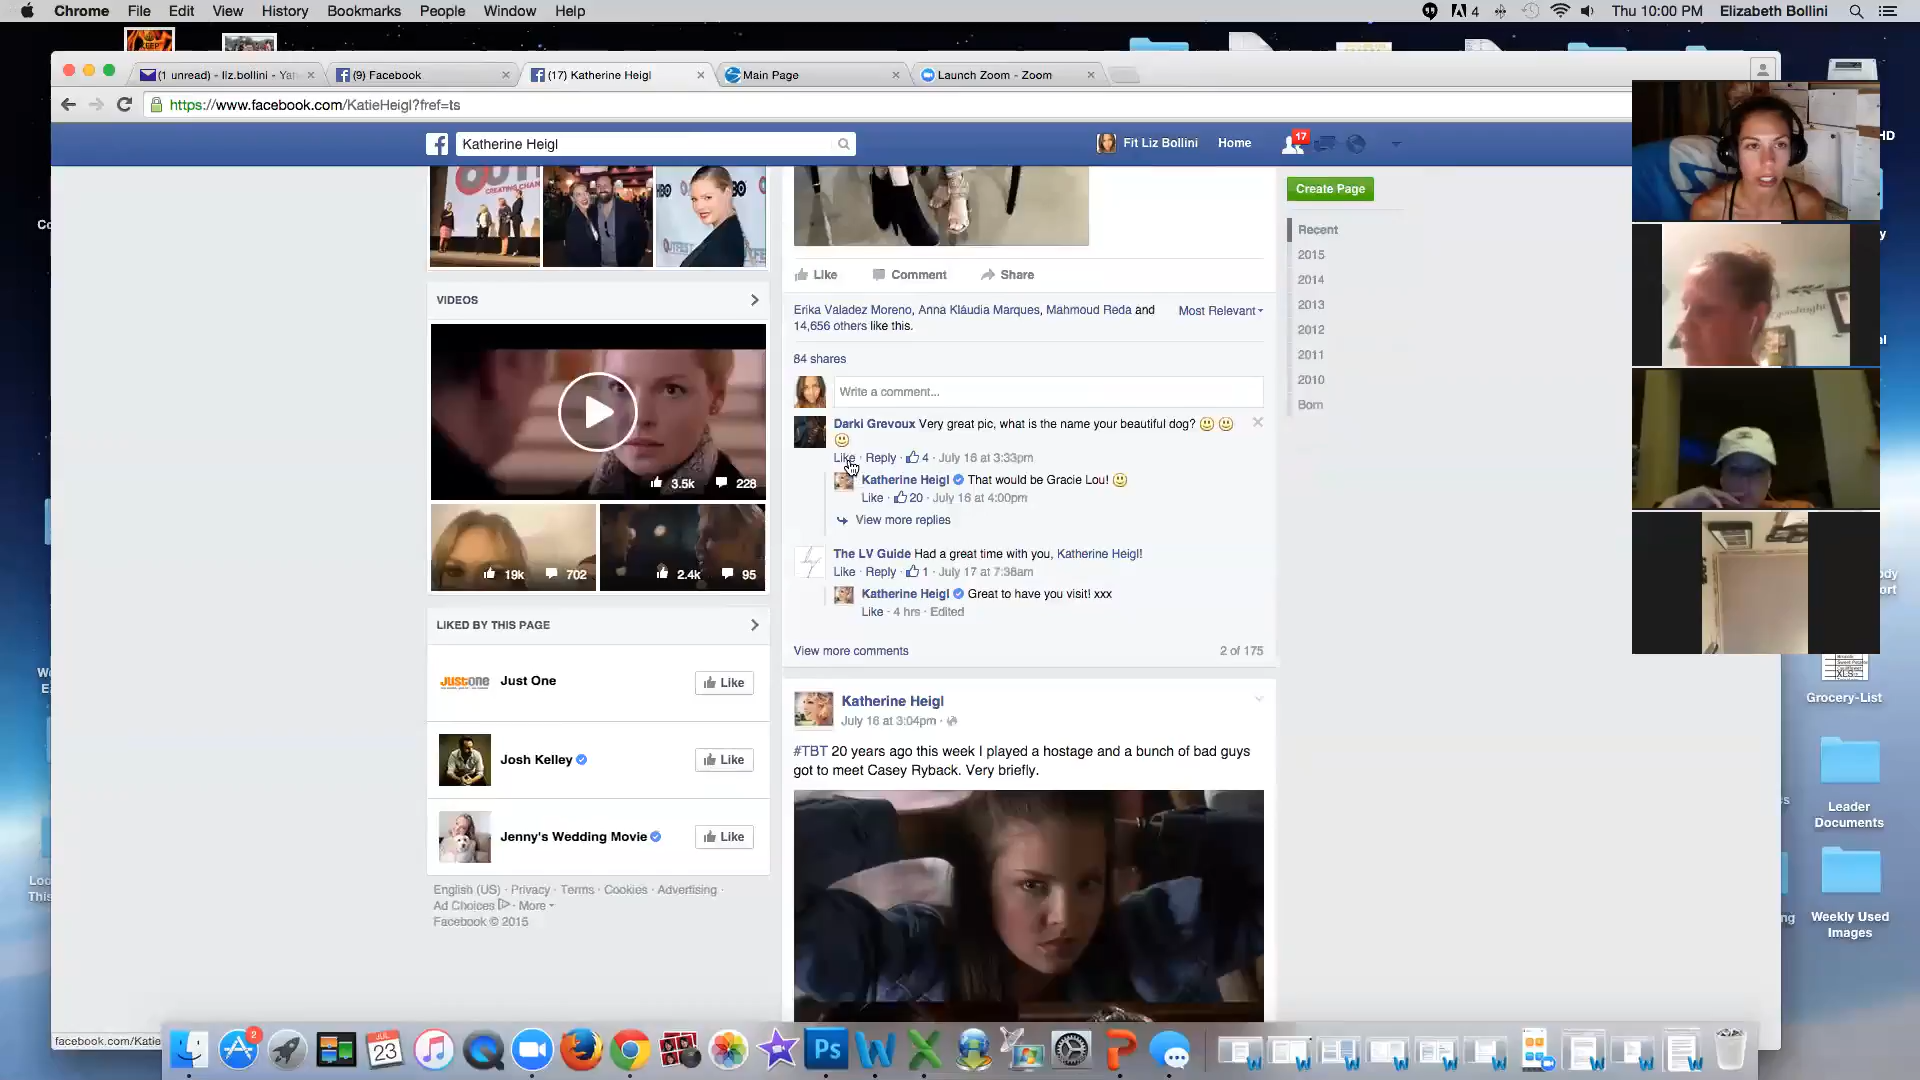 Chrome File Edit View History Bookmarks People Window Help
4 Thu 10:00 PM Elizabeth Bollini
(1 unread) - liz.bollini - Yah
(9) Facebook
(17) Katherine Heigl
Main Page
Launch Zoom - Zoom
https://www.facebook.com/KatieHeigl?fref=ts
Katherine Heigl
Fit Liz Bollini Home 17
Create Page
Recent
2015
2014
2013
2012
2011
2010
Born
VIDEOS
3.5k 228
19k 702
2.4k 95
LIKED BY THIS PAGE
JUSTONE
Just One
Like
Josh Kelley
Like
Jenny's Wedding Movie
Like
English (US) · Privacy · Terms · Cookies · Advertising ·
Ad Choices · More
Facebook © 2015
Like Comment Share
Erika Valadez Moreno, Anna Kláudia Marques, Mahmoud Reda and
14,656 others like this.
Most Relevant
84 shares
Write a comment...
Darki Grevoux Very great pic, what is the name your beautiful dog?
Like · Reply · 4 · July 16 at 3:33pm
Katherine Heigl That would be Gracie Lou!
Like · 20 · July 16 at 4:00pm
View more replies
The LV Guide Had a great time with you, Katherine Heigl!
Like · Reply · 1 · July 17 at 7:38am
Katherine Heigl Great to have you visit! xxx
Like · 4 hrs · Edited
View more comments
2 of 175
Katherine Heigl
July 16 at 3:04pm ·
#TBT 20 years ago this week I played a hostage and a bunch of bad guys
got to meet Casey Ryback. Very briefly.
facebook.com/Katie
HD
Grocery-List
Leader
Documents
Weekly Used
Images
Loo
This
2
JUL
23
Ps